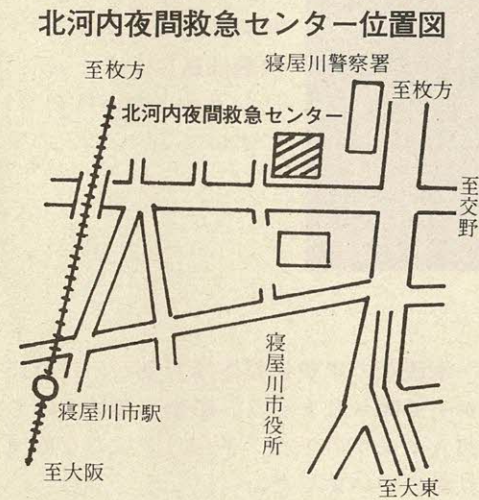 北河内夜間救急センター位置図
至枚方
寝屋川警察署
至枚方
北河内夜間救急センター
至交野
寝屋川市役所
寝屋川市駅
至大阪
至大東